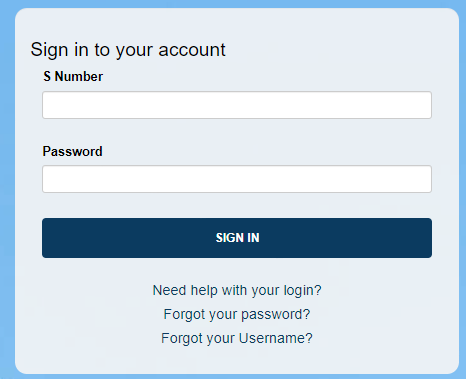 Sign in to your account
S Number
Password
SIGN IN
Need help with your login?
Forgot your password?
Forgot your Username?